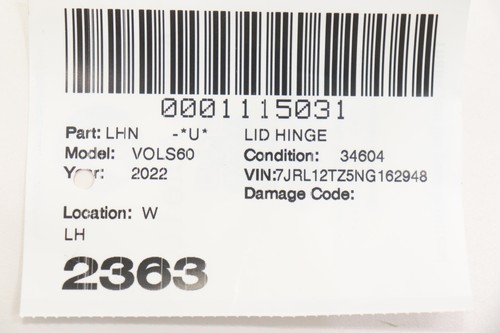 0001115031
Part: LHN -*U* LID HINGE
Model: VOLS60 Condition: 34604
Year: 2022 VIN:7JRL12TZ5NG162948
Damage Code:
Location: W
LH
2363